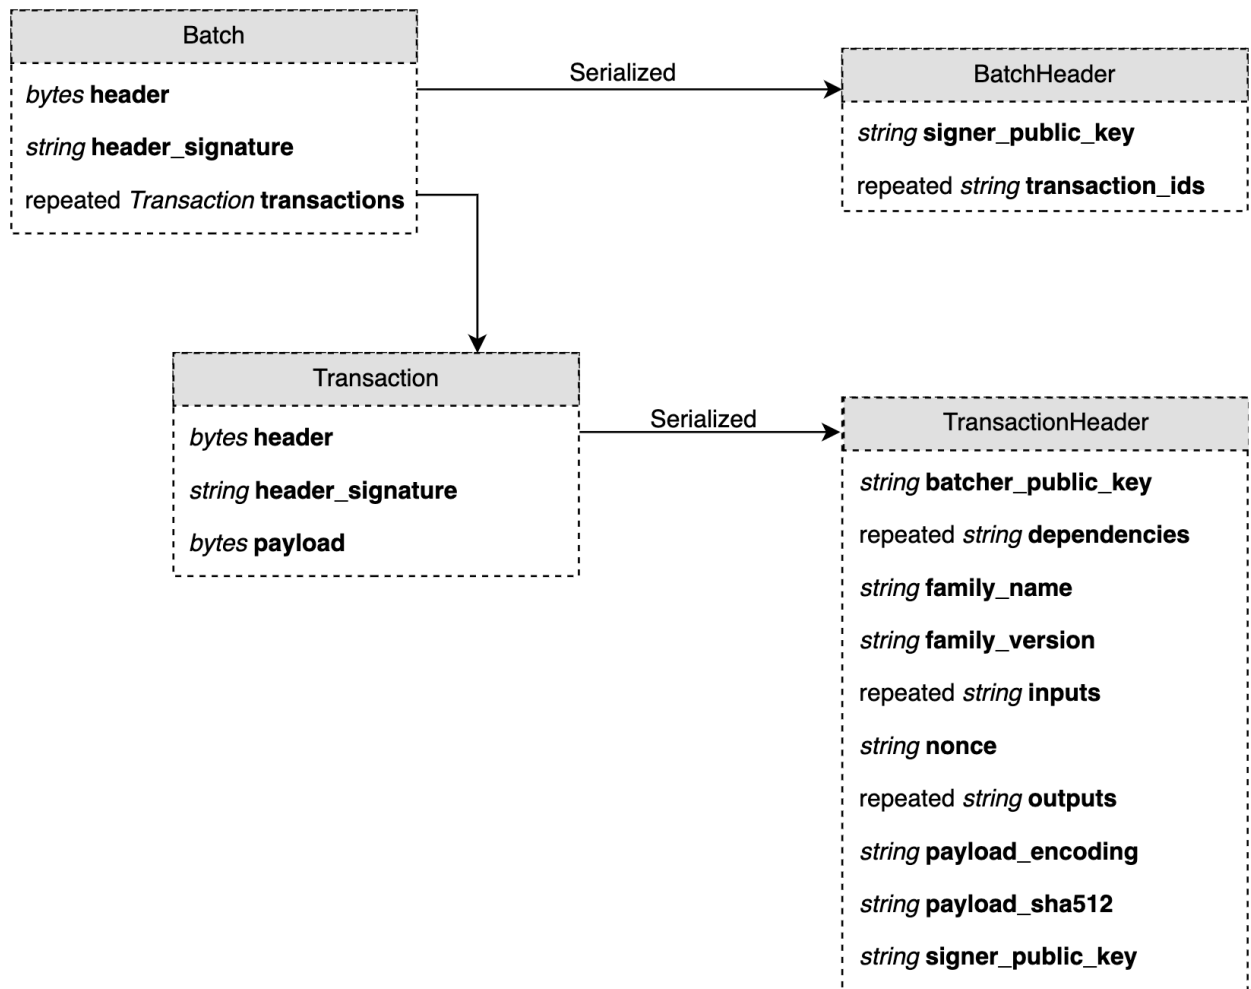 Batch
bytes header
string header_signature
repeated Transaction transactions
Serialized
BatchHeader
string signer_public_key
repeated string transaction_ids
Transaction
bytes header
string header_signature
bytes payload
Serialized
TransactionHeader
string batcher_public_key
repeated string dependencies
string family_name
string family_version
repeated string inputs
string nonce
repeated string outputs
string payload_encoding
string payload_sha512
string signer_public_key